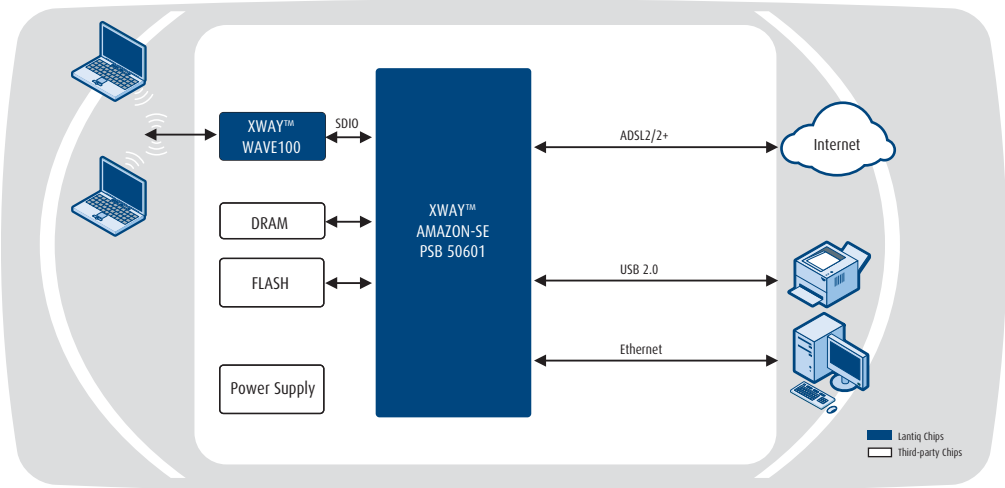 XWAY™
WAVE100
SDIO
DRAM
FLASH
Power Supply
XWAY™
AMAZON-SE
PSB 50601
ADSL2/2+
Internet
USB 2.0
Ethernet
Lantiq Chips
Third-party Chips